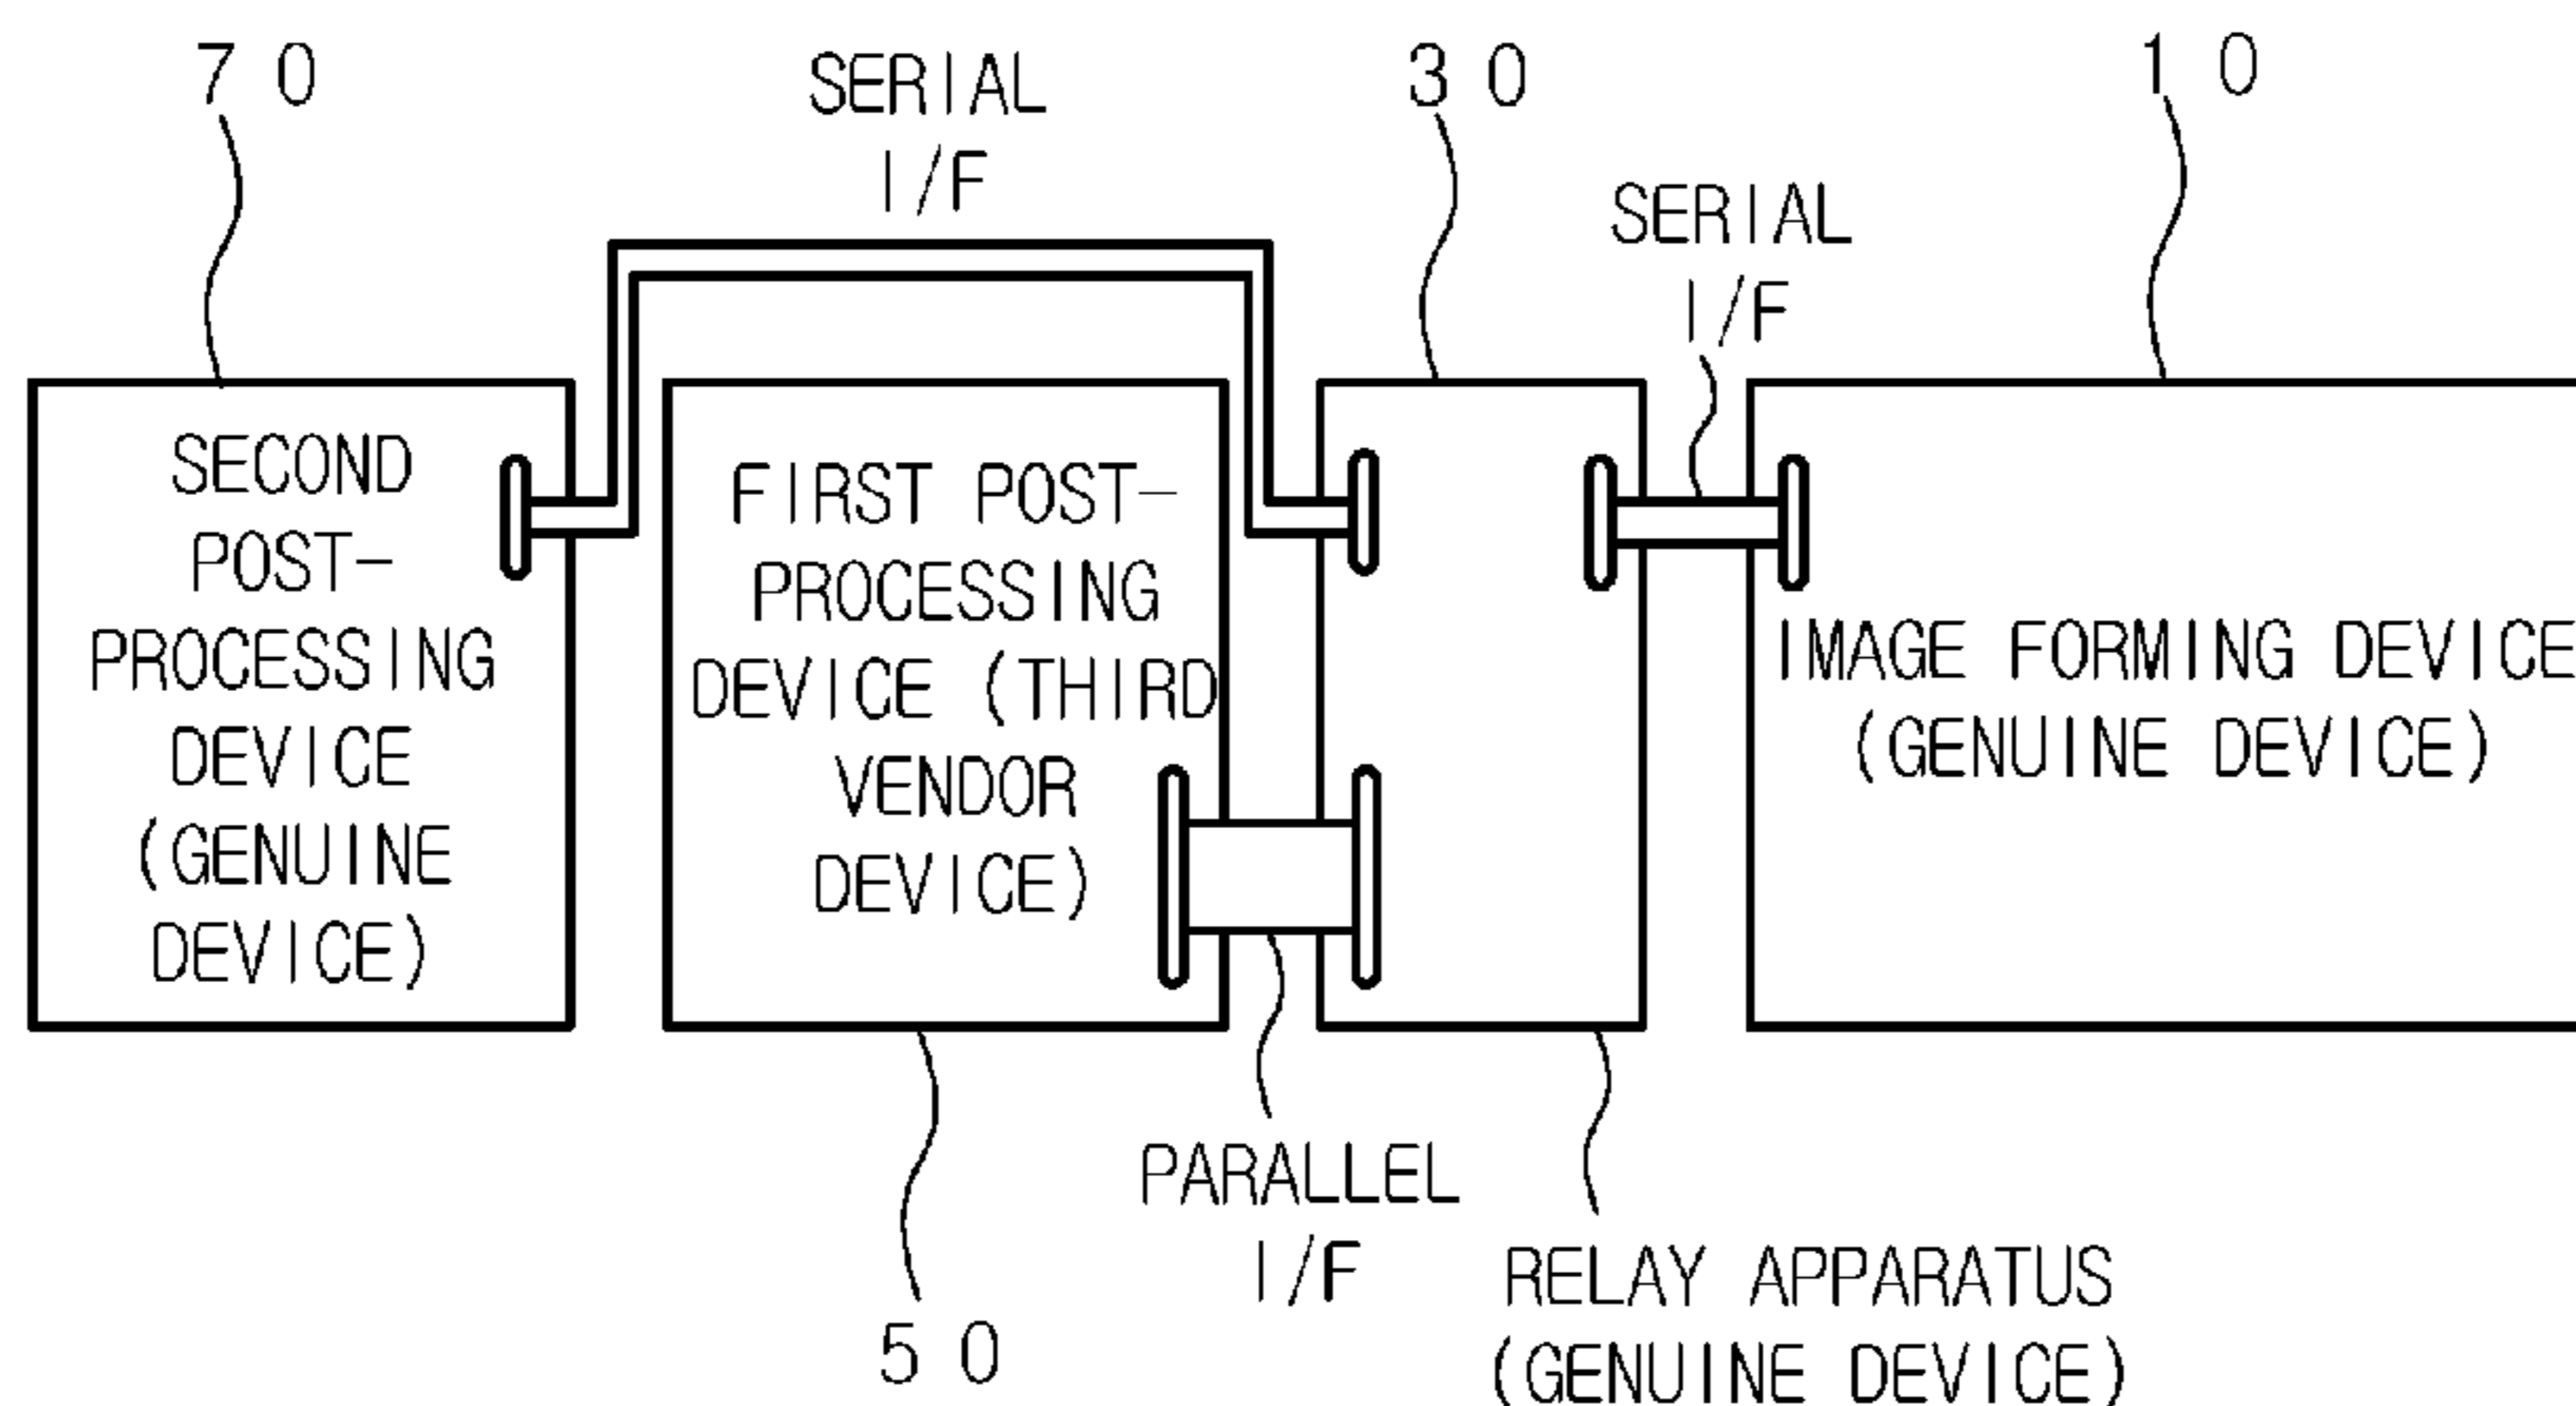 70
SERIAL
I/F
30
10
SERIAL
I/F
SECOND
POST-
PROCESSING
DEVICE
(GENUINE
DEVICE)
FIRST POST-
PROCESSING
DEVICE (THIRD
VENDOR
DEVICE)
IMAGE FORMING DEVICE
(GENUINE DEVICE)
PARALLEL
I/F
RELAY APPARATUS
(GENUINE DEVICE)
50